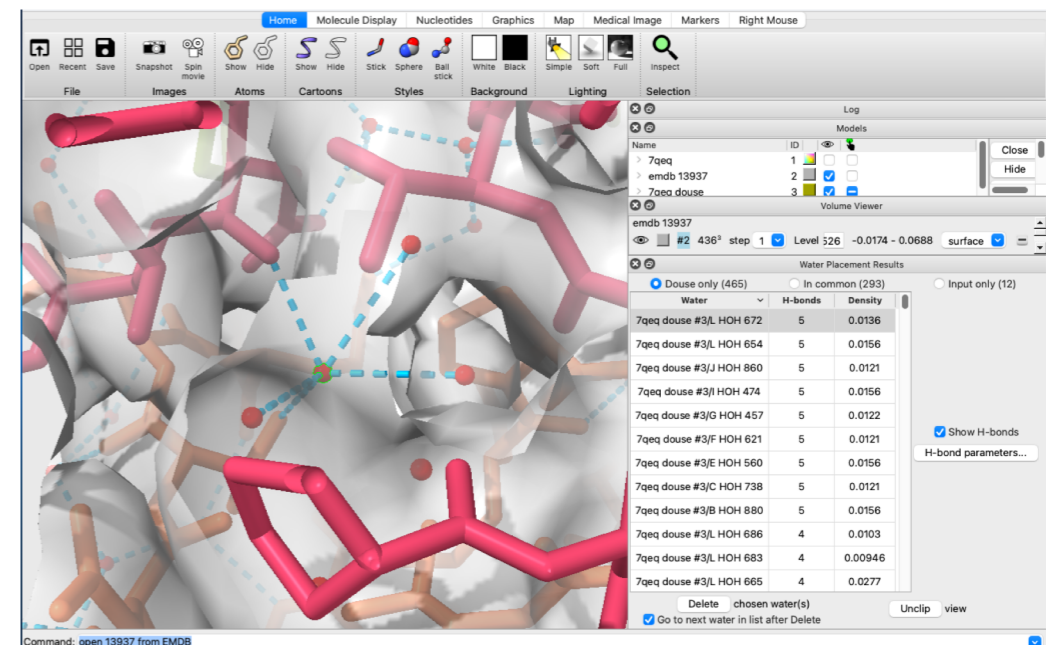 Home Molecule Display Nucleotides Graphics Map Medical Image Markers Right Mouse
Open Recent Save Snapshot Spin movie Show Hide Show Hide Stick Sphere Ball stick White Black Simple Soft Full Inspect
File Images Atoms Cartoons Styles Background Lighting Selection
Log
Models
Name ID
7qeq 1
emdb 13937 2
7qeq douse 3
Close
Hide
Volume Viewer
emdb 13937
#2 436³ step 1 Level 526 -0.0174 - 0.0688 surface
Water Placement Results
Douse only (465) In common (293) Input only (12)
Water H-bonds Density
7qeq douse #3/L HOH 672 5 0.0136
7qeq douse #3/L HOH 654 5 0.0156
7qeq douse #3/J HOH 860 5 0.0121
7qeq douse #3/I HOH 474 5 0.0156
7qeq douse #3/G HOH 457 5 0.0122
7qeq douse #3/F HOH 621 5 0.0121
7qeq douse #3/E HOH 560 5 0.0156
7qeq douse #3/C HOH 738 5 0.0121
7qeq douse #3/B HOH 880 5 0.0156
7qeq douse #3/L HOH 686 4 0.0103
7qeq douse #3/L HOH 683 4 0.00946
7qeq douse #3/L HOH 665 4 0.0277
Show H-bonds
H-bond parameters...
Delete chosen water(s)
Go to next water in list after Delete
Unclip view
Command: open 13937 from EMDB